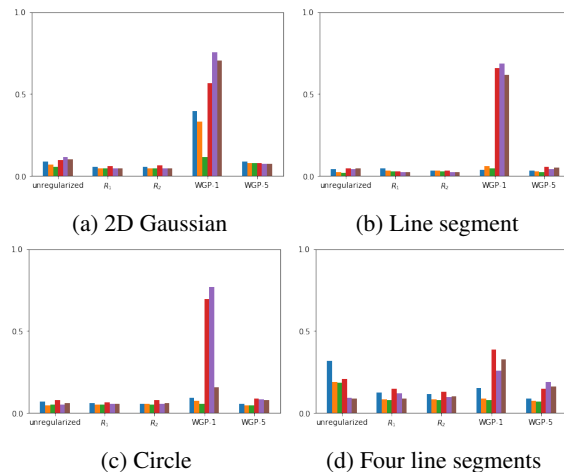 1.0
0.5
0.0
unregularized R₁ R₂ WGP-1 WGP-5
(a) 2D Gaussian
1.0
0.5
0.0
unregularized R₁ R₂ WGP-1 WGP-5
(b) Line segment
1.0
0.5
0.0
unregularized R₁ R₂ WGP-1 WGP-5
(c) Circle
1.0
0.5
0.0
unregularized R₁ R₂ WGP-1 WGP-5
(d) Four line segments